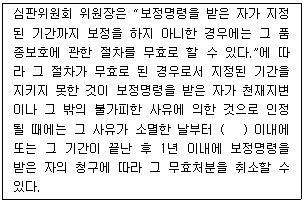 심판위원회 위원장은 “보정명령을 받은 자가 지정
된 기간까지 보정을 하지 아니한 경우에는 그 품
종보호에 관한 절차를 무효로 할 수 있다.”에 따
라 그 절차가 무효로 된 경우로서 지정된 기간을
지키지 못한 것이 보정명령을 받은 자가 천재지변
이나 그 밖의 불가피한 사유에 의한 것으로 인정
될 때에는 그 사유가 소멸한 날부터 (   ) 이내에
또는 그 기간이 끝난 후 1년 이내에 보정명령을
받은 자의 청구에 따라 그 무효처분을 취소할 수
있다.